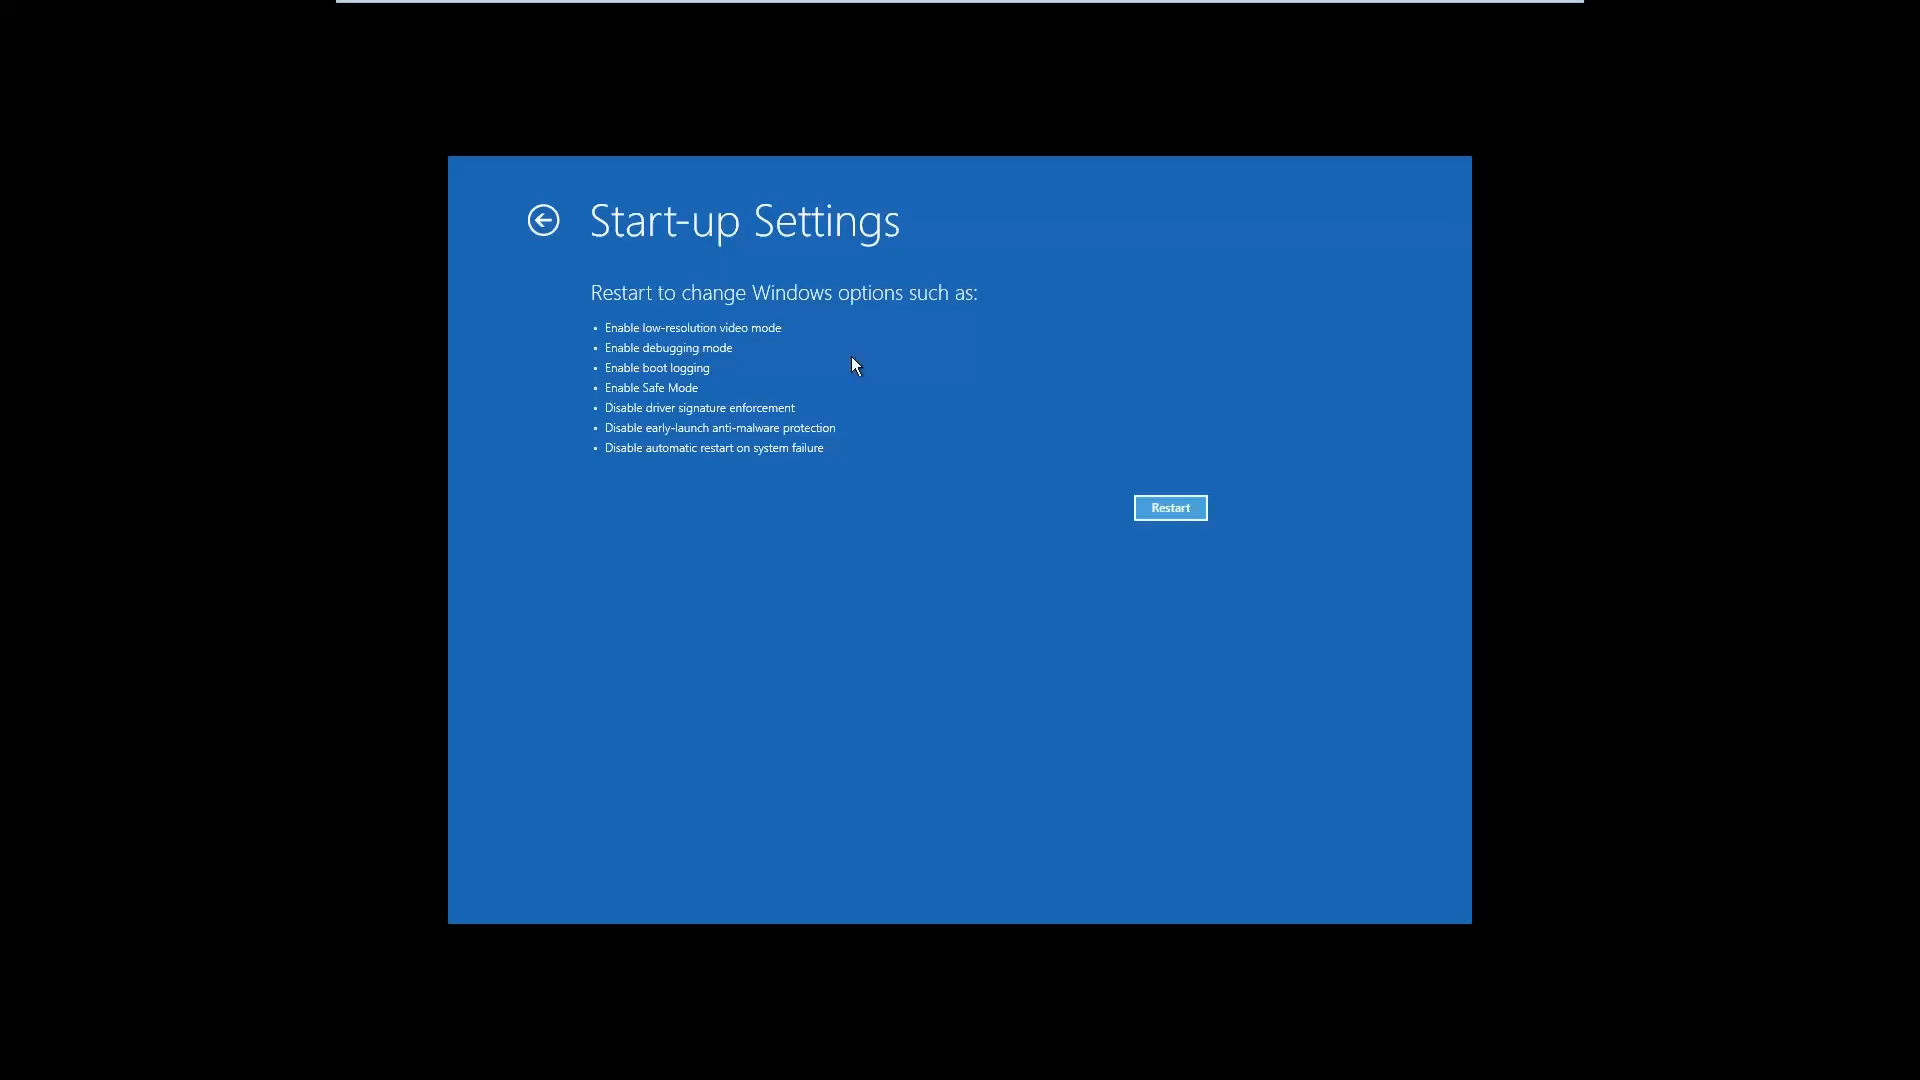 Start-up Settings
Restart to change Windows options such as:
• Enable low-resolution video mode
• Enable debugging mode
• Enable boot logging
• Enable Safe Mode
• Disable driver signature enforcement
• Disable early-launch anti-malware protection
• Disable automatic restart on system failure
Restart